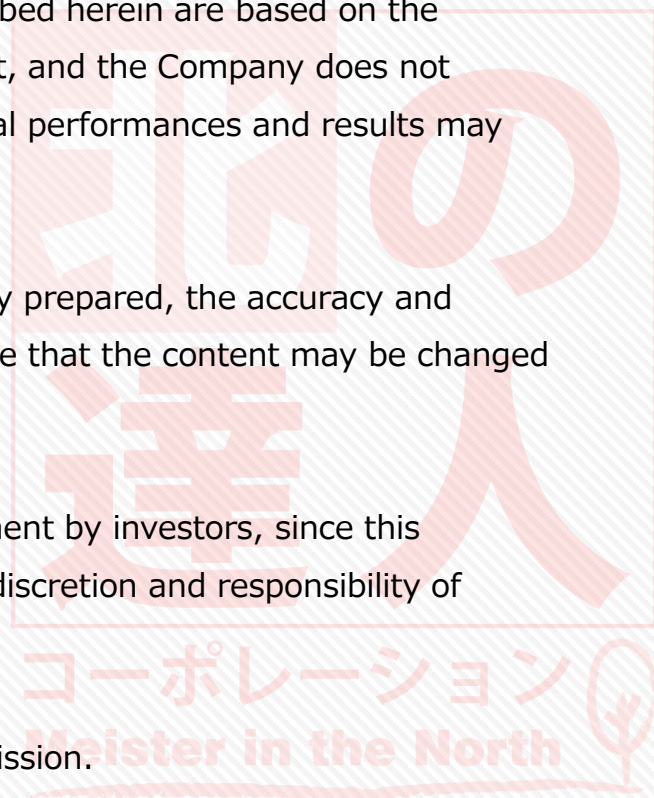 bed herein are based on the
t, and the Company does not
al performances and results may
y prepared, the accuracy and
e that the content may be changed
ment by investors, since this
discretion and responsibility of
ission.
北の
達人
コーポレーション
Meister in the North